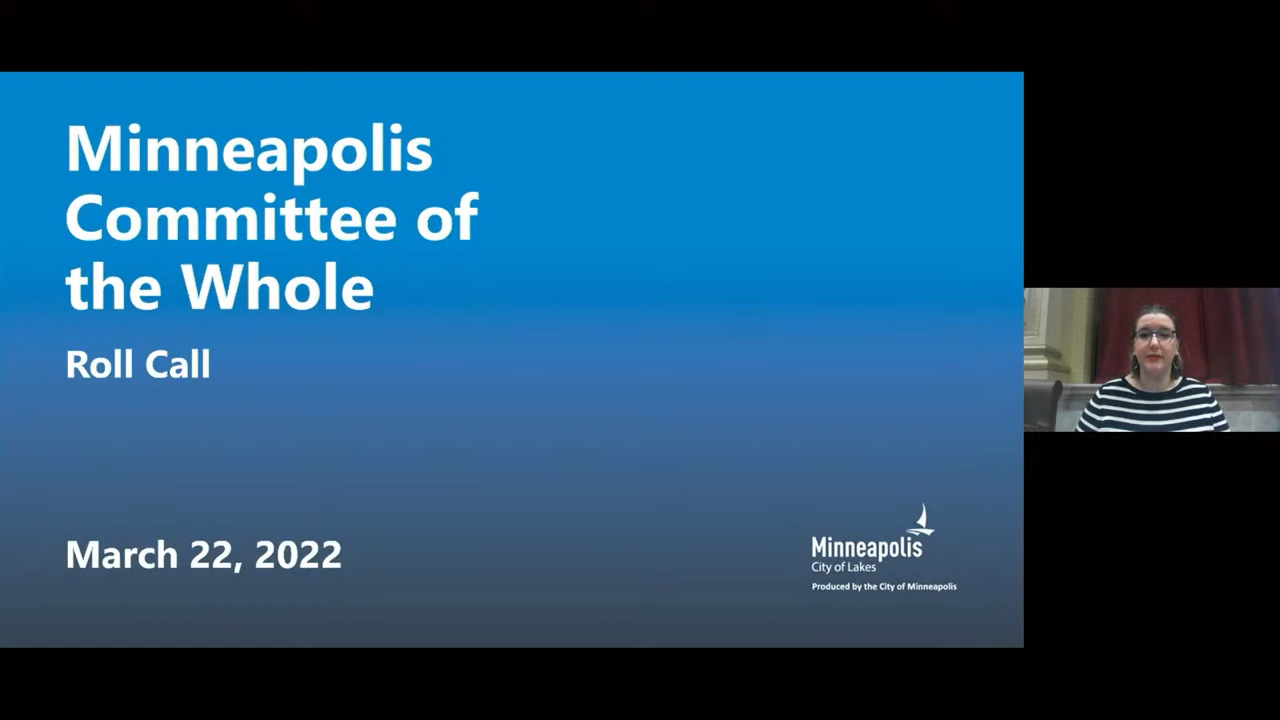 Minneapolis
Committee of
the Whole
Roll Call
March 22, 2022
Minneapolis
City of Lakes
Produced by the City of Minneapolis